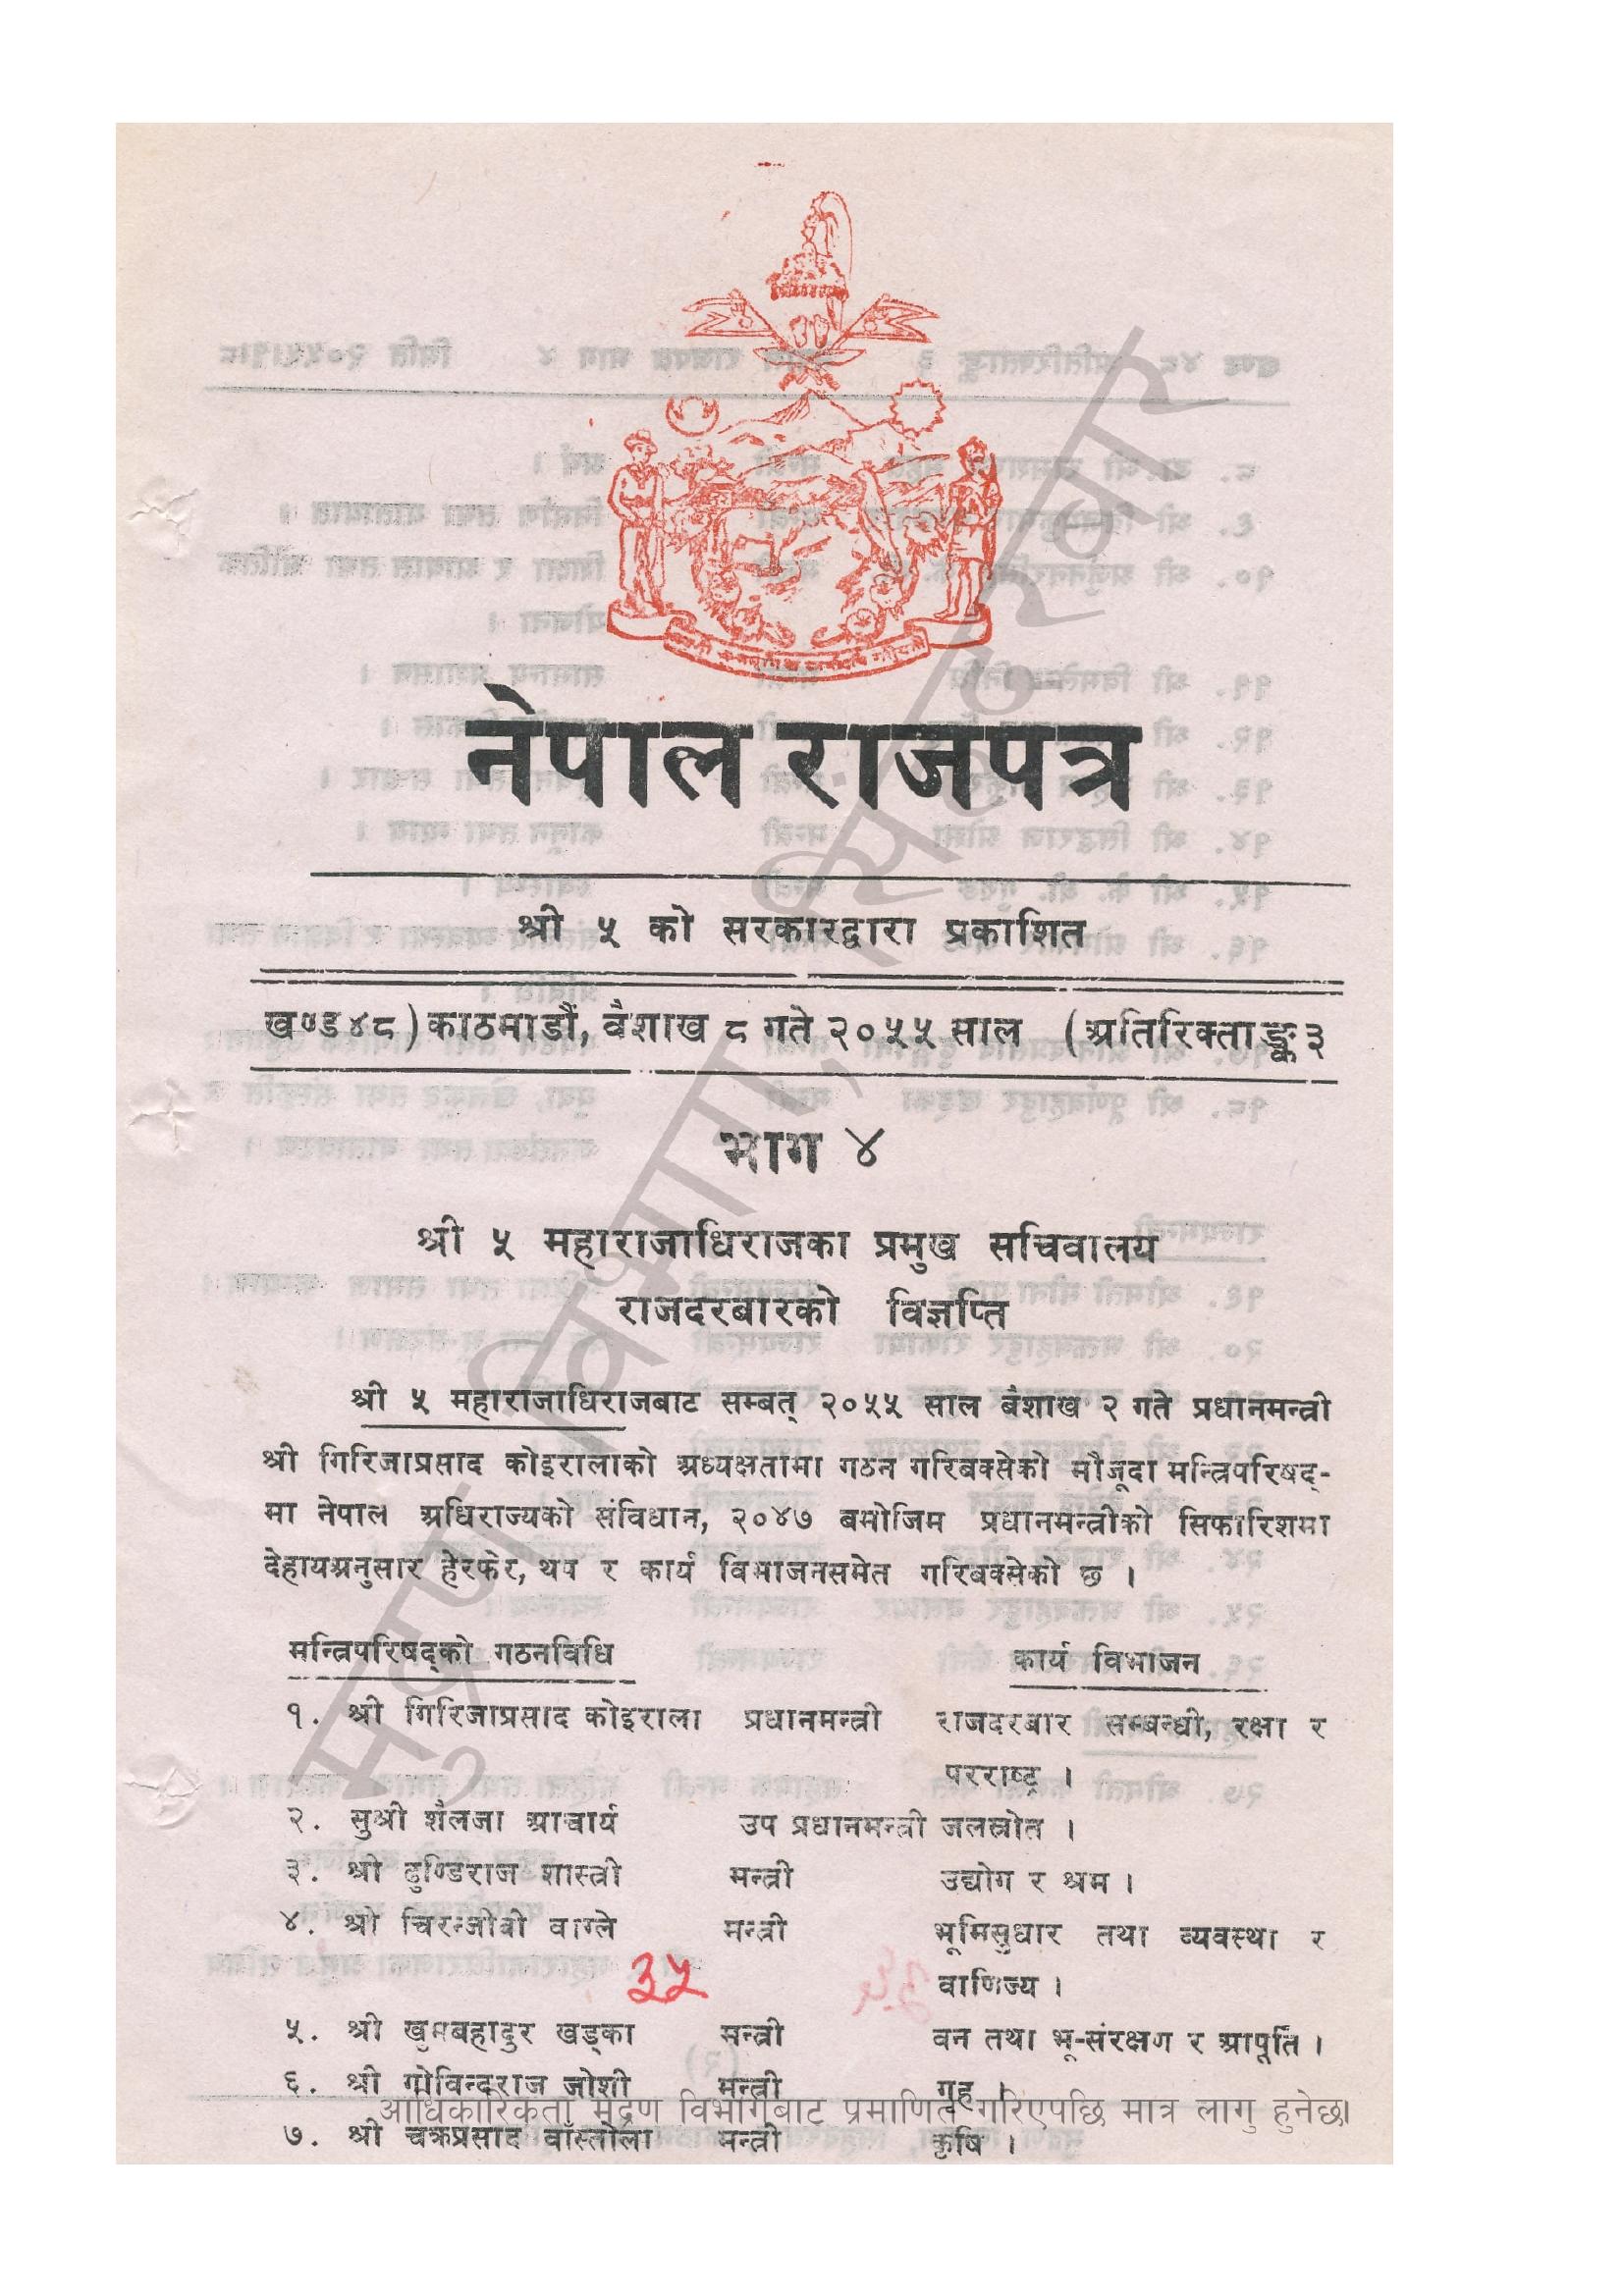 नेपाल राजपत्र
श्री ५ को सरकारद्वारा प्रकाशित
खण्ड ४८) काठमाडौं, वैशाख ८ गते २०५५ साल (अतिरिक्ताङ्क ३
भाग ४
श्री ५ महाराजाधिराजका प्रमुख सचिवालय
राजदरबारको विज्ञप्ति
श्री ५ महाराजाधिराजबाट सम्बत् २०५५ साल बैशाख २ गते प्रधानमन्त्री
श्री गिरिजाप्रसाद कोइरालाको अध्यक्षतामा गठन गरिबक्सेको मौजूदा मन्त्रिपरिषद्-
मा नेपाल अधिराज्यको संविधान, २०४७ बमोजिम प्रधानमन्त्रीको सिफारिशमा
देहायअनुसार हेरफेर, थप र कार्य विभाजनसमेत गरिबक्सेको छ ।
मन्त्रिपरिषद्को गठनविधि कार्य विभाजन
१. श्री गिरिजाप्रसाद कोइराला प्रधानमन्त्री राजदरबार सम्बन्धी, रक्षा र
परराष्ट्र ।
२. सुश्री शैलजा आचार्य उप प्रधानमन्त्री जलस्रोत ।
३. श्री ढुण्डिराज शास्त्री मन्त्री उद्योग र श्रम ।
४. श्री चिरन्जीवी वाग्ले मन्त्री भूमिसुधार तथा व्यवस्था र
वाणिज्य ।
३५
५. श्री खुमबहादुर खड्का मन्त्री वन तथा भू-संरक्षण र आपूर्ति ।
६. श्री गोविन्दराज जोशी मन्त्री गृह ।
आधिकारिकता मुद्रण विभागबाट प्रमाणित गरिएपछि मात्र लागु हुनेछ।
७. श्री चक्रप्रसाद वाँस्तोला मन्त्री कृषि ।
मुद्रण विभाग, सिंहदरवार